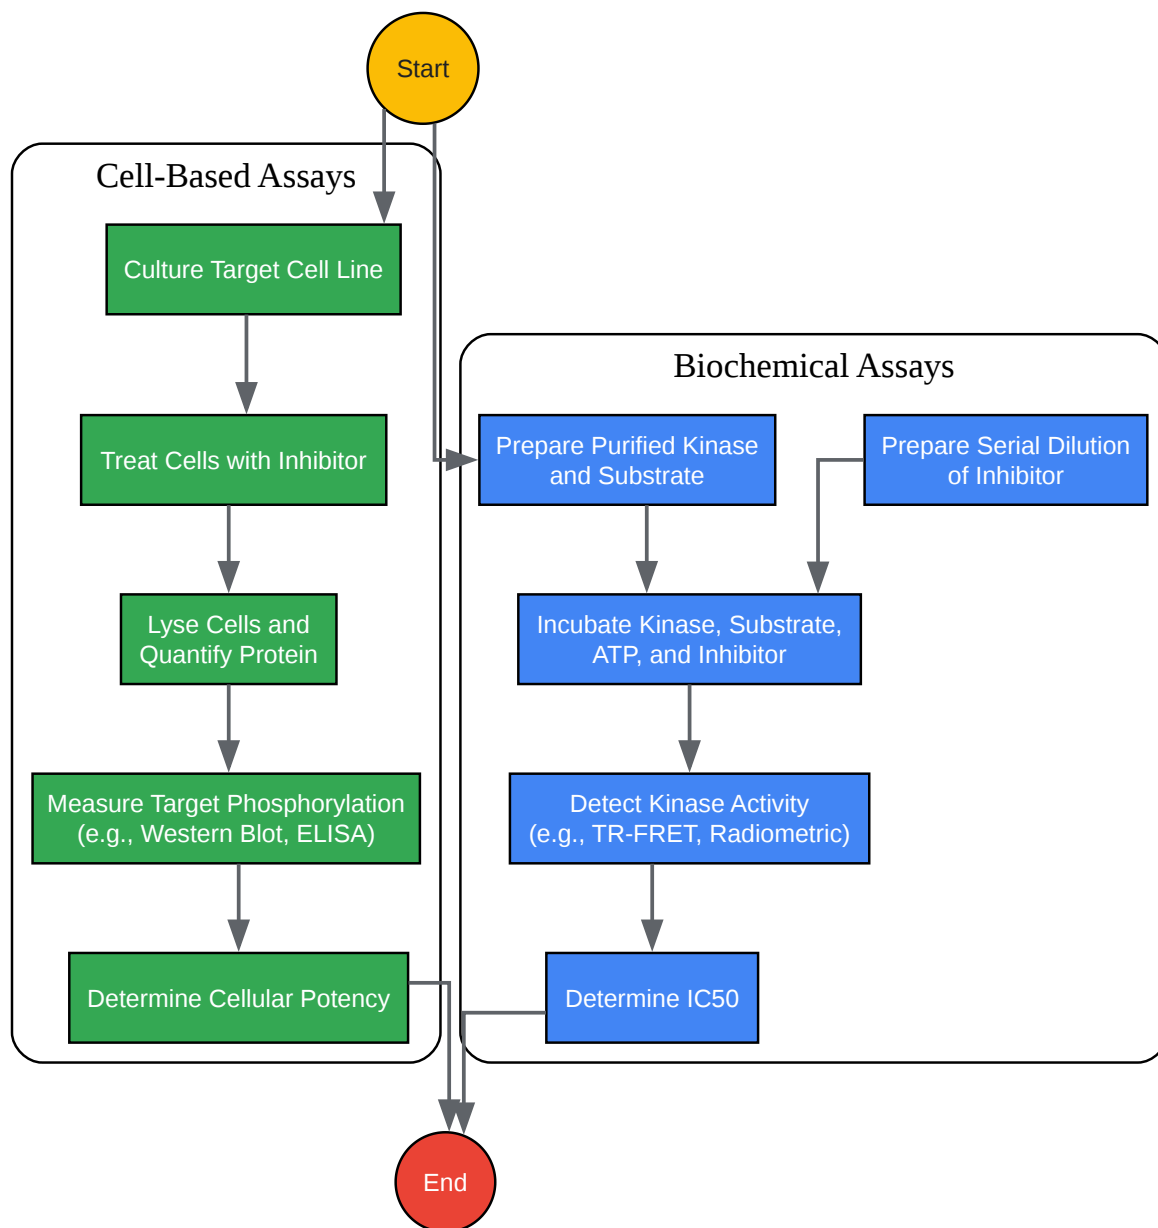 Start
Cell-Based Assays
Culture Target Cell Line
Treat Cells with Inhibitor
Lyse Cells and
Quantify Protein
Measure Target Phosphorylation
(e.g., Western Blot, ELISA)
Determine Cellular Potency
Biochemical Assays
Prepare Purified Kinase
and Substrate
Prepare Serial Dilution
of Inhibitor
Incubate Kinase, Substrate,
ATP, and Inhibitor
Detect Kinase Activity
(e.g., TR-FRET, Radiometric)
Determine IC50
End